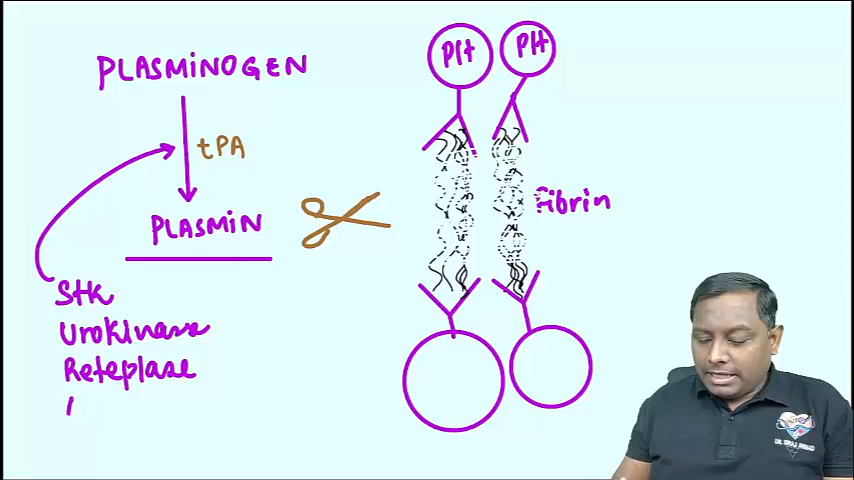 PLASMINOGEN
tPA
PLASMIN
Stk
Urokinase
Reteplase
Plt
Plt
Fibrin